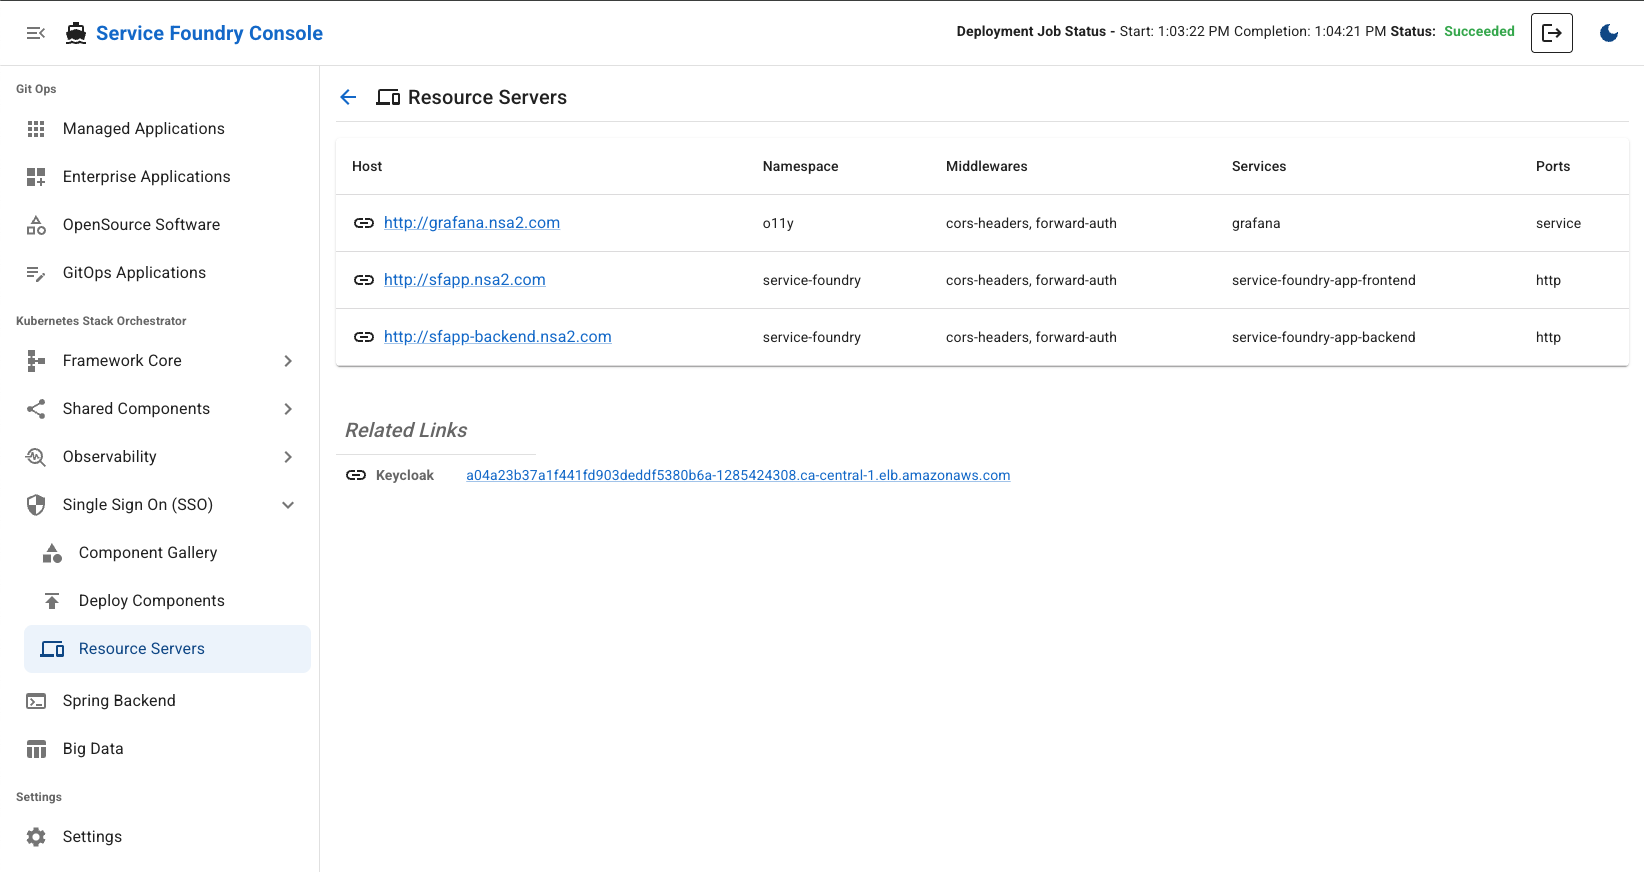 Service Foundry Console
Deployment Job Status - Start: 1:03:22 PM Completion: 1:04:21 PM Status: Succeeded
Git Ops
Managed Applications
Enterprise Applications
OpenSource Software
GitOps Applications
Kubernetes Stack Orchestrator
Framework Core
Shared Components
Observability
Single Sign On (SSO)
Component Gallery
Deploy Components
Resource Servers
Spring Backend
Big Data
Settings
Settings
Resource Servers
Host Namespace Middlewares Services Ports
http://grafana.nsa2.com o11y cors-headers, forward-auth grafana service
http://sfapp.nsa2.com service-foundry cors-headers, forward-auth service-foundry-app-frontend http
http://sfapp-backend.nsa2.com service-foundry cors-headers, forward-auth service-foundry-app-backend http
Related Links
Keycloak a04a23b37a1f441fd903deddf5380b6a-1285424308.ca-central-1.elb.amazonaws.com